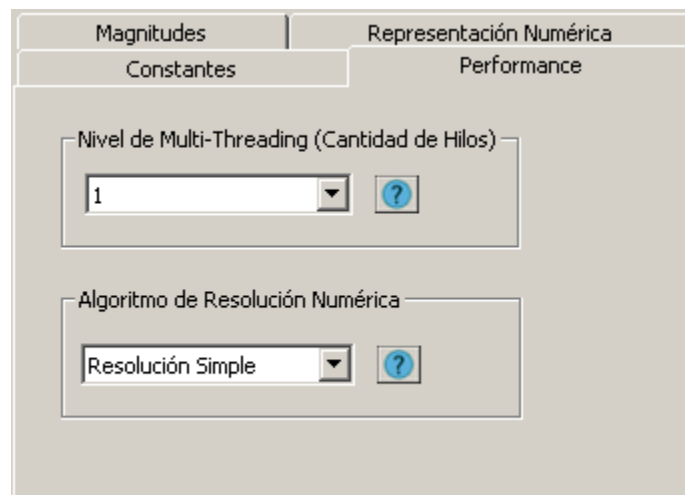 Magnitudes Representación Numérica
Constantes Performance
Nivel de Multi-Threading (Cantidad de Hilos)
1 ?
Algoritmo de Resolución Numérica
Resolución Simple ?